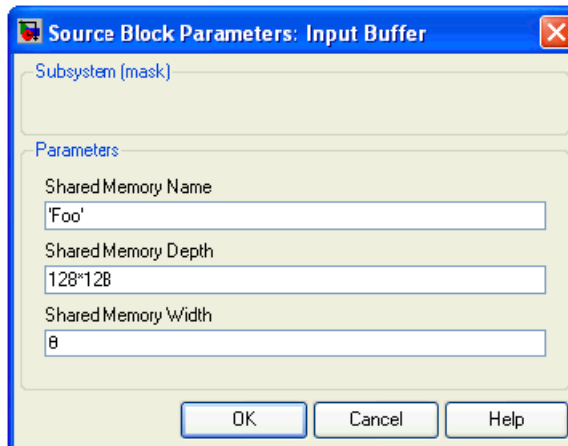 Source Block Parameters: Input Buffer
Subsystem (mask)
Parameters
Shared Memory Name
'Foo'
Shared Memory Depth
128*128
Shared Memory Width
8
OK Cancel Help